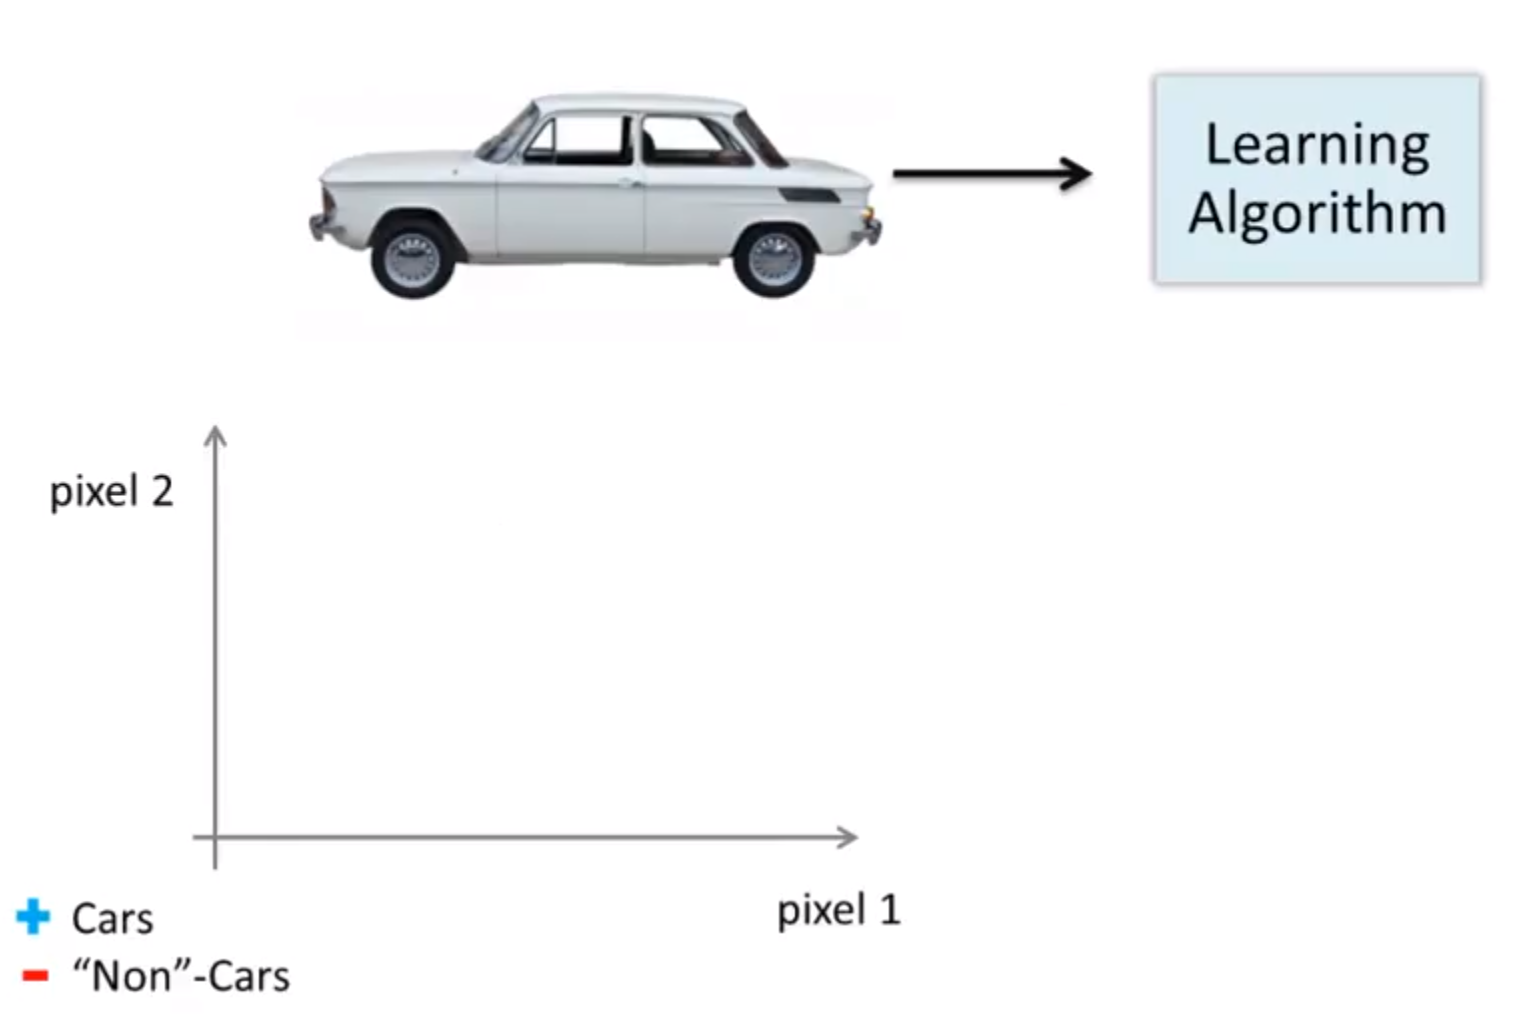 Learning
Algorithm
pixel 2
pixel 1
Cars
“Non”-Cars